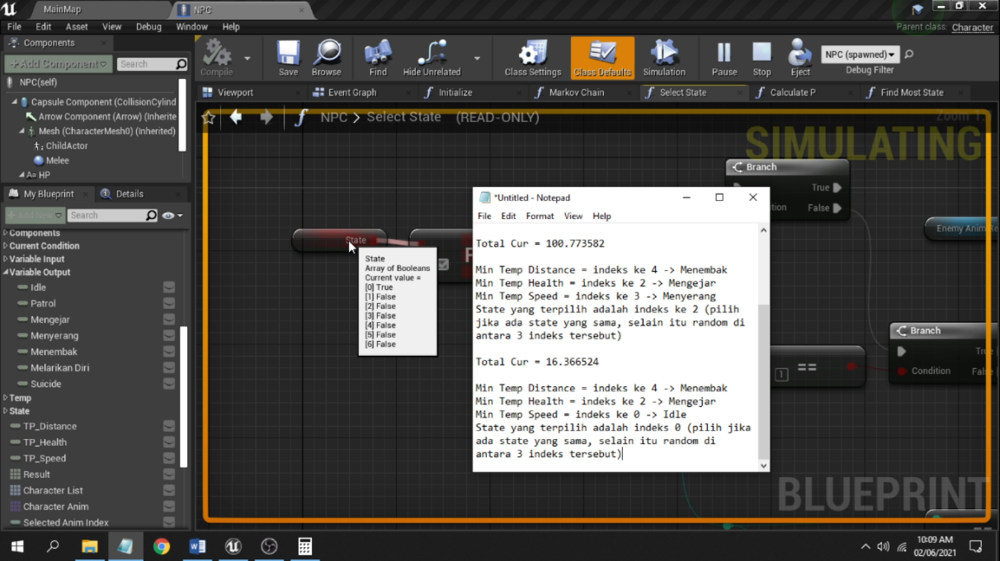 MainMap
NPC
File Edit Asset View Debug Window Help
Parent class: Character
Components
+Add Component
Search
Compile
Save
Browse
Find
Hide Unrelated
Class Settings
Class Defaults
Simulation
Pause
Stop
Eject
NPC (spawned)
Debug Filter
NPC(self)
Capsule Component (CollisionCylind
Arrow Component (Arrow) (Inherite
Mesh (CharacterMesh0) (Inherited)
ChildActor
Melee
HP
Viewport
Event Graph
Initialize
Markov Chain
Select State
Calculate P
Find Most State
NPC > Select State (READ-ONLY)
SIMULATING
My Blueprint
Details
+ Add New
Search
Components
Current Condition
Variable Input
Variable Output
Idle
Patrol
Mengejar
Menyerang
Menembak
Melarikan Diri
Suicide
Temp
State
TP_Distance
TP_Health
TP_Speed
Result
Character List
Character Anim
Selected Anim Index
State
State
Array of Booleans
Current value =
[0] True
[1] False
[2] False
[3] False
[4] False
[5] False
[6] False
Branch
True
False
*Untitled - Notepad
File Edit Format View Help
Total Cur = 100.773582
Min Temp Distance = indeks ke 4 -> Menembak
Min Temp Health = indeks ke 2 -> Mengejar
Min Temp Speed = indeks ke 3 -> Menyerang
State yang terpilih adalah indeks ke 2 (pilih
jika ada state yang sama, selain itu random di
antara 3 indeks tersebut)
Total Cur = 16.366524
Min Temp Distance = indeks ke 4 -> Menembak
Min Temp Health = indeks ke 2 -> Mengejar
Min Temp Speed = indeks ke 0 -> Idle
State yang terpilih adalah indeks 0 (pilih jika
ada state yang sama, selain itu random di
antara 3 indeks tersebut)
Enemy Anim Re
1
==
Branch
Condition
BLUEPRINT
10:09 AM
02/06/2021